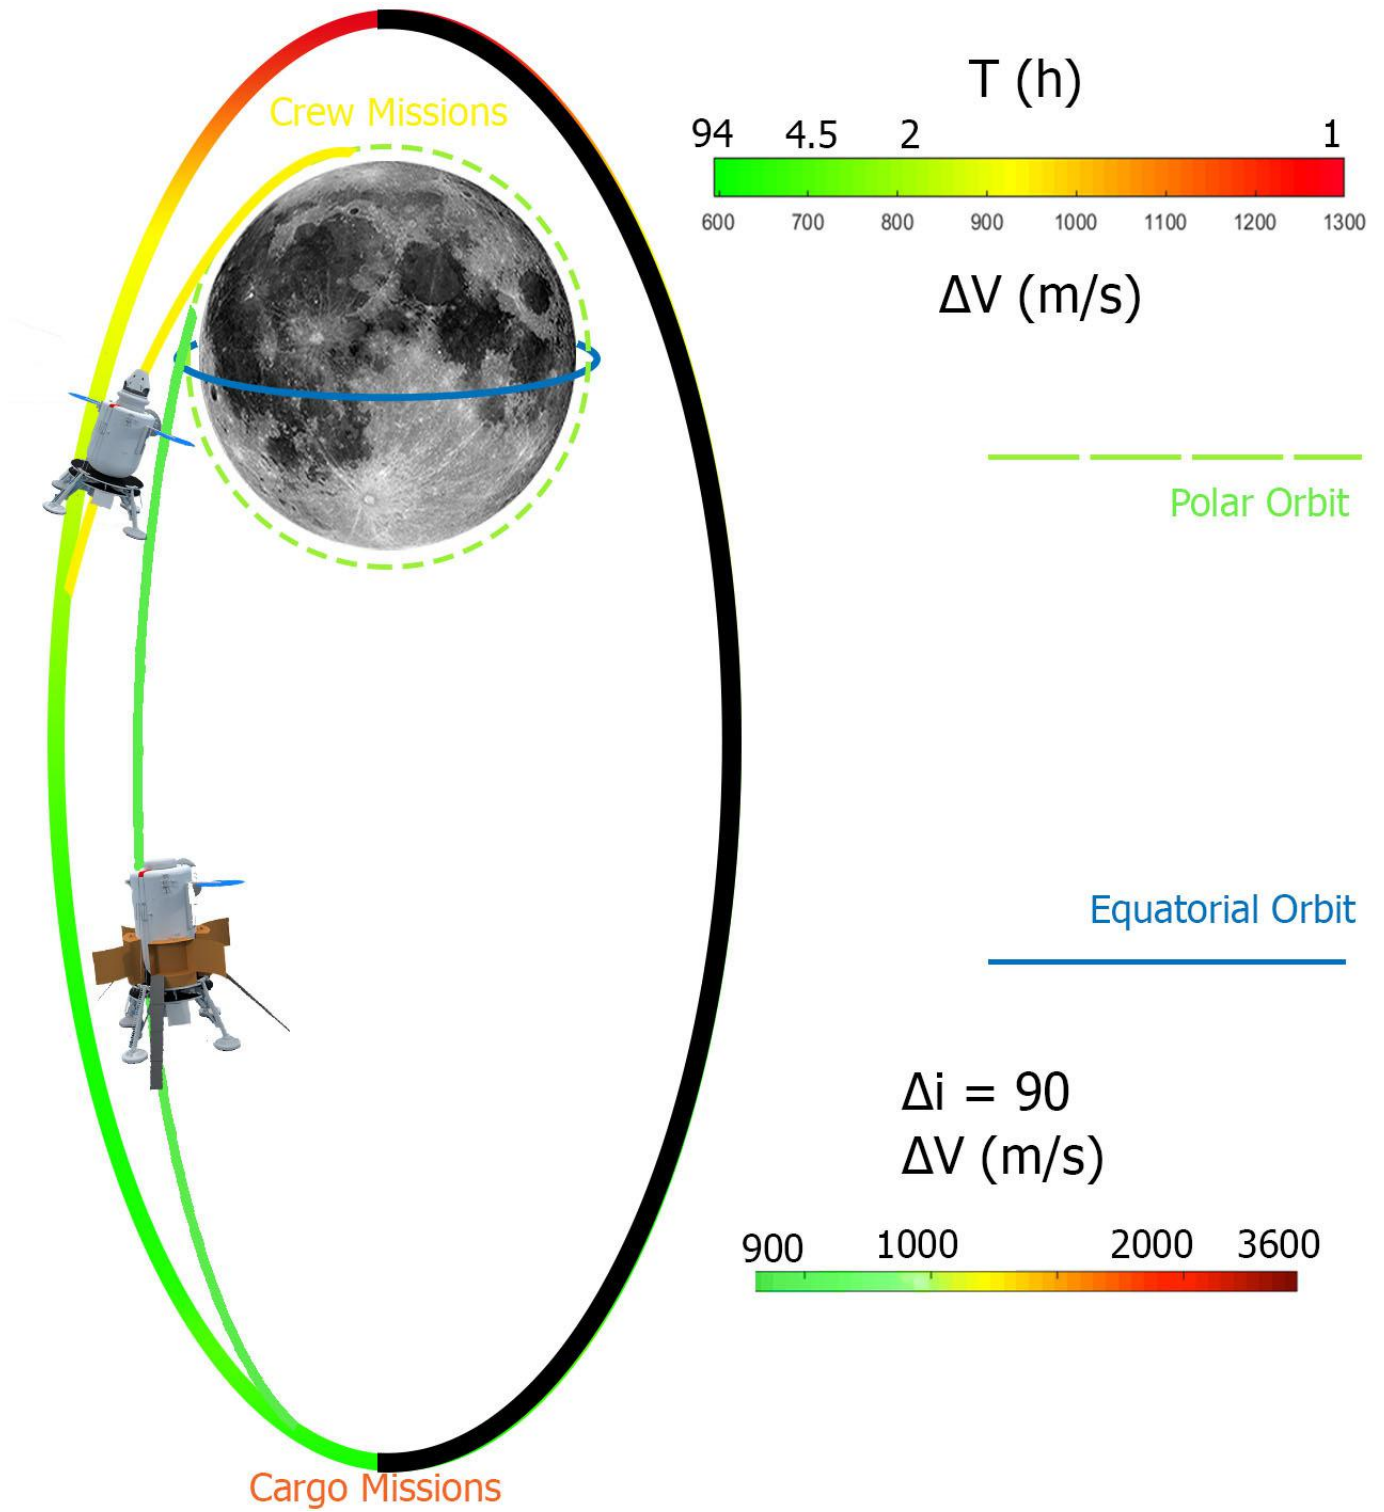 T (h)
Crew Missions
94 4.5 2 1
600 700 800 900 1000 1100 1200 1300
ΔV (m/s)
Polar Orbit
Equatorial Orbit
Δi = 90
ΔV (m/s)
900 1000 2000 3600
Cargo Missions